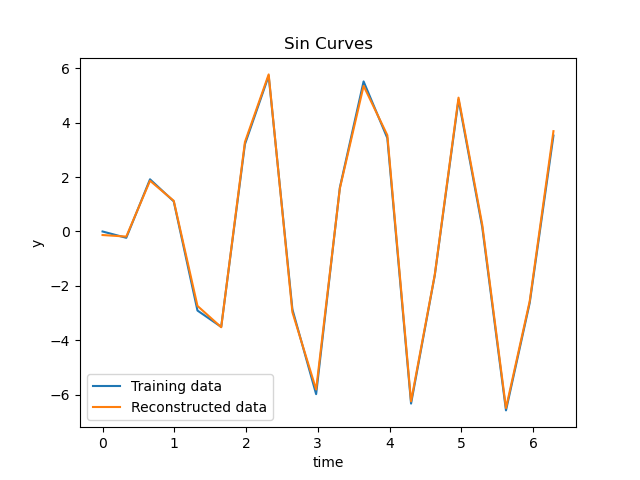 Sin Curves
6
4
2
0
−2
−4
−6
y
Training data
Reconstructed data
0 1 2 3 4 5 6
time